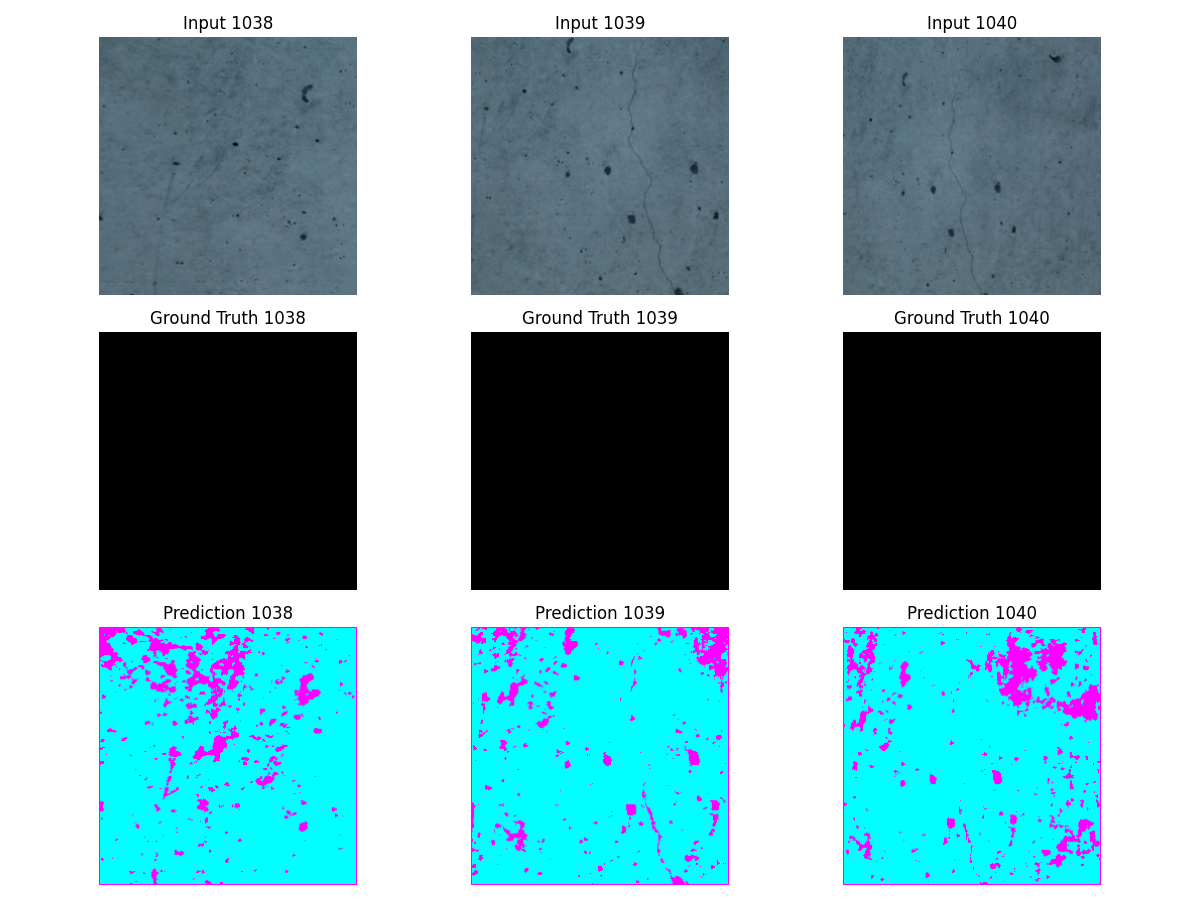 Input 1038
Input 1039
Input 1040
Ground Truth 1038
Ground Truth 1039
Ground Truth 1040
Prediction 1038
Prediction 1039
Prediction 1040